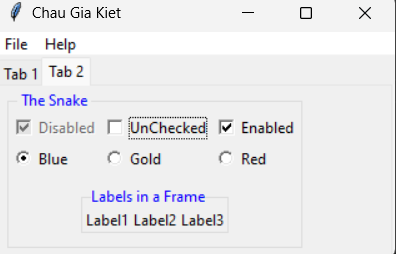 Chau Gia Kiet
File Help
Tab 1 Tab 2
The Snake
Disabled UnChecked Enabled
Blue Gold Red
Labels in a Frame
Label1 Label2 Label3